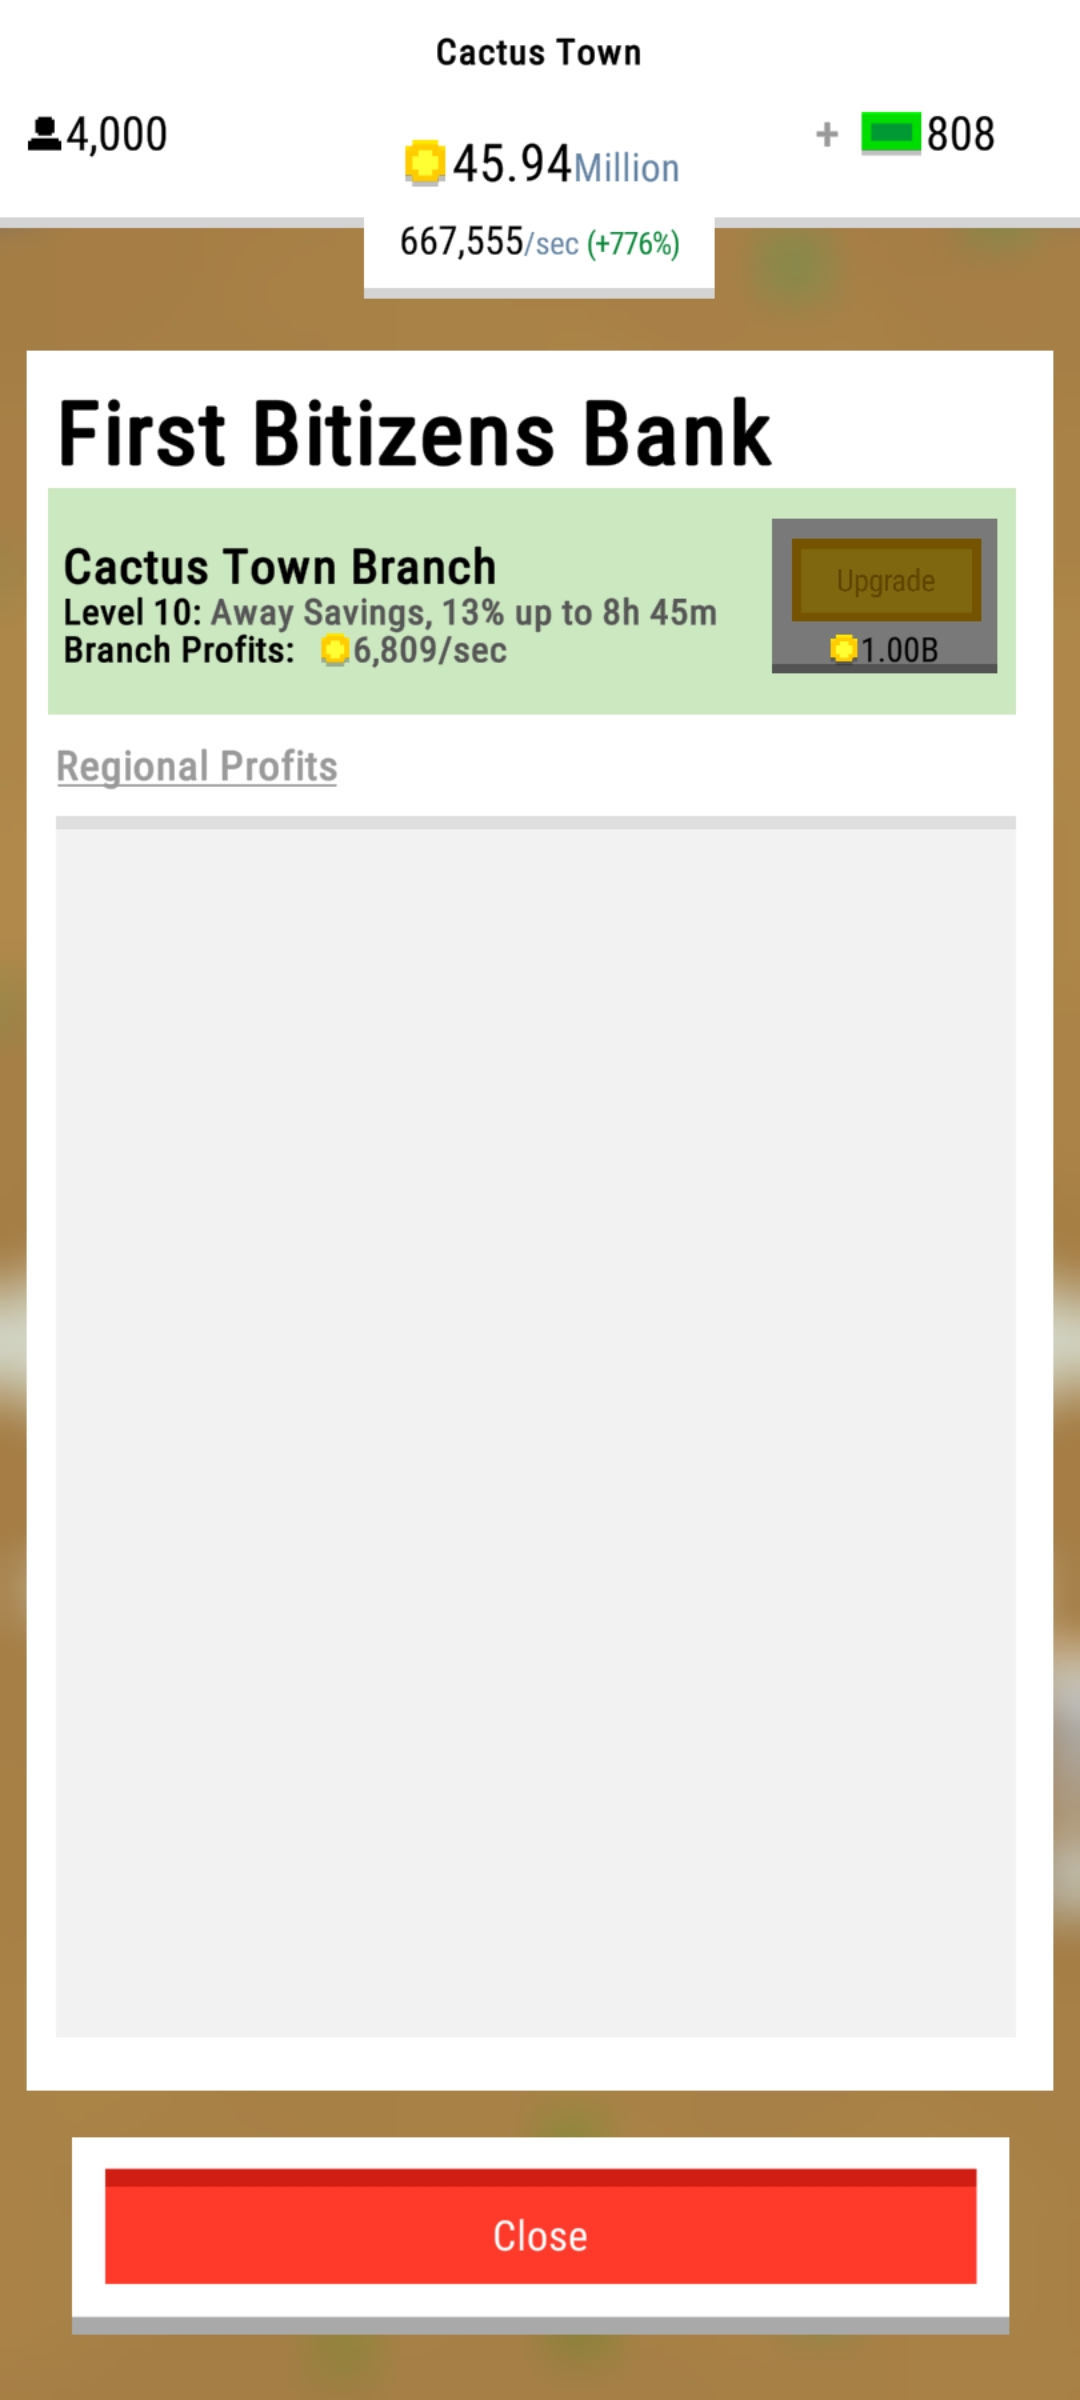 Cactus Town
4,000
45.94Million
+ 808
667,555/sec (+776%)
First Bitizens Bank
Cactus Town Branch
Level 10: Away Savings, 13% up to 8h 45m
Branch Profits: 6,809/sec
Upgrade
1.00B
Regional Profits
Close